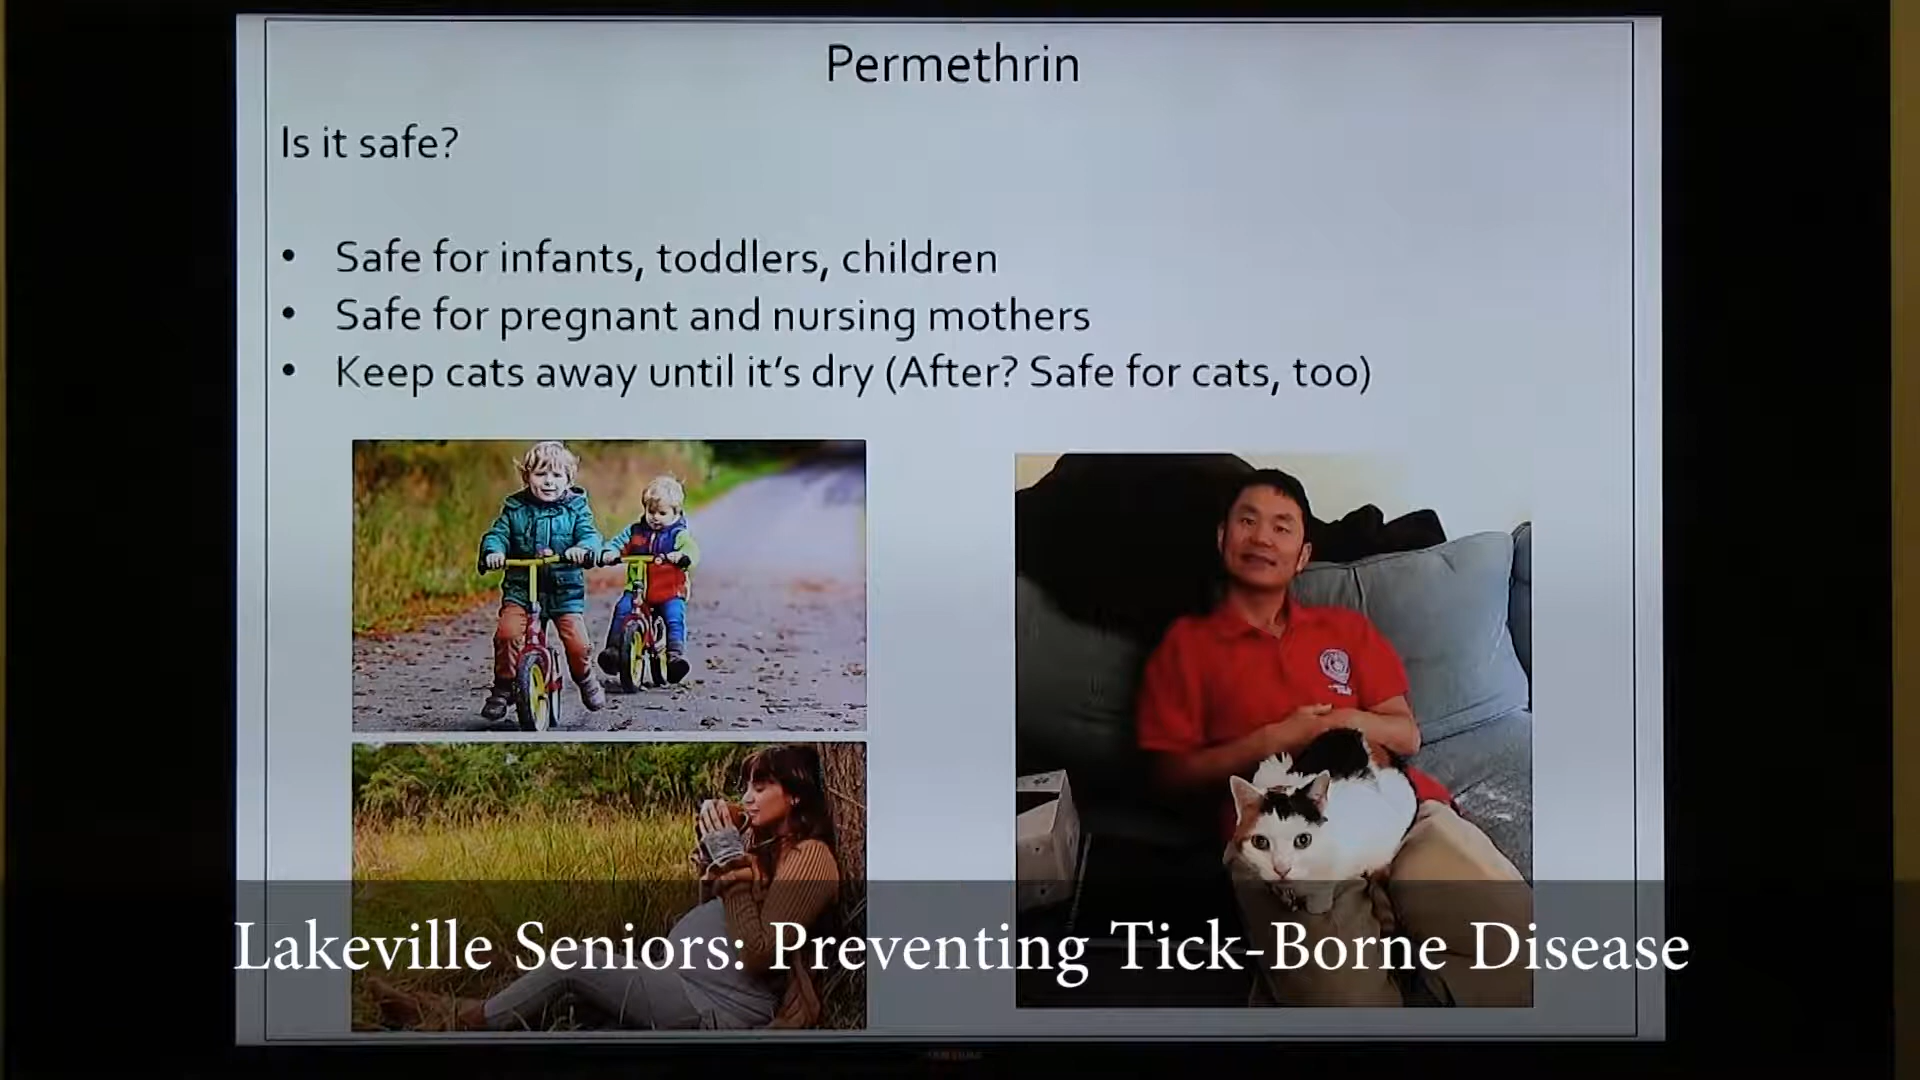 Permethrin
Is it safe?
• Safe for infants, toddlers, children
• Safe for pregnant and nursing mothers
• Keep cats away until it's dry (After? Safe for cats, too)
Lakeville Seniors: Preventing Tick-Borne Disease